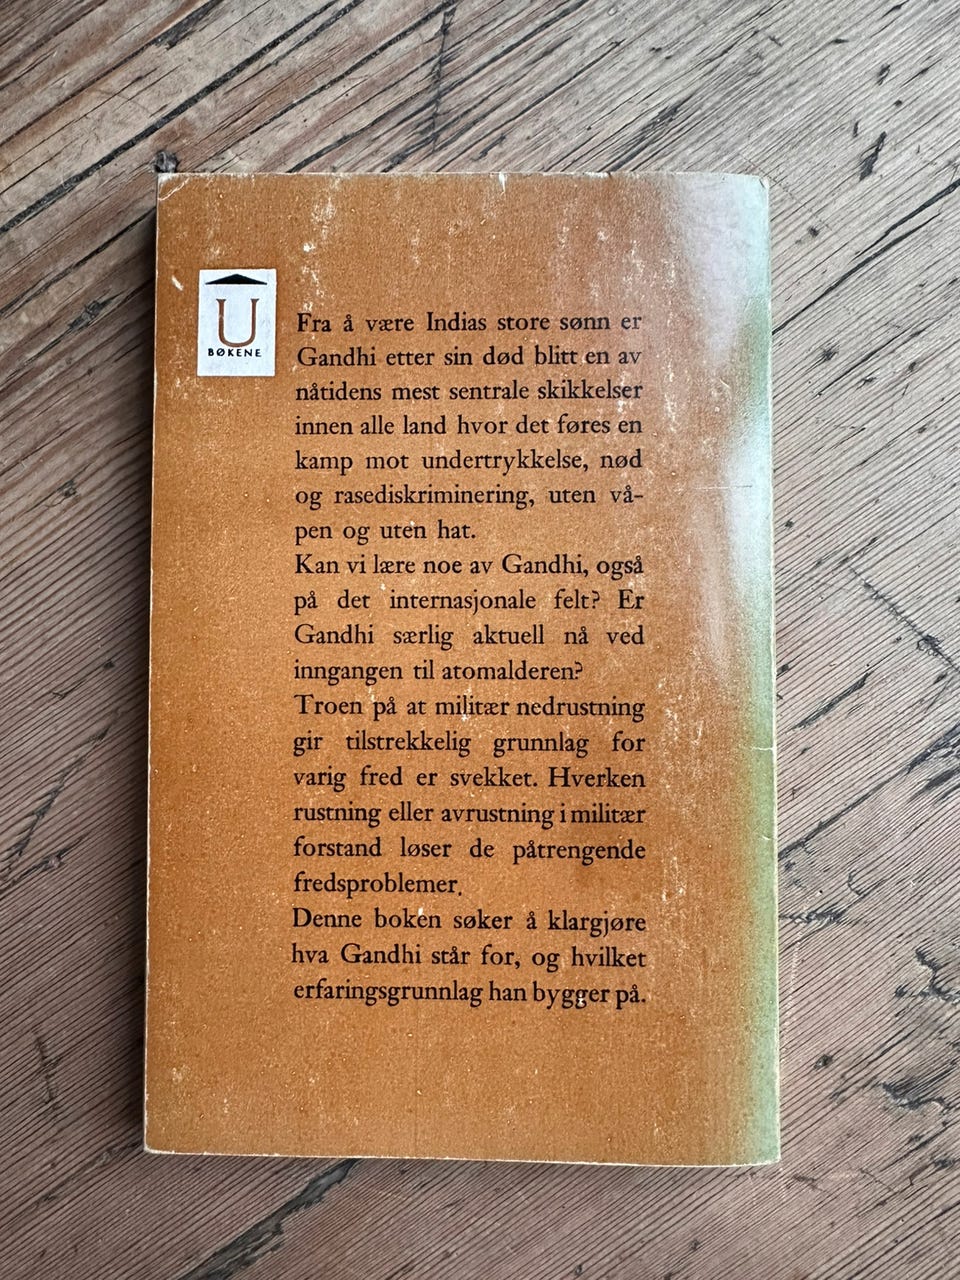 U
BØKENE
Fra å være Indias store sønn er
Gandhi etter sin død blitt en av
nåtidens mest sentrale skikkelser
innen alle land hvor det føres en
kamp mot undertrykkelse, nød
og rasediskriminering, uten vå-
pen og uten hat.
Kan vi lære noe av Gandhi, også
på det internasjonale felt? Er
Gandhi særlig aktuell nå ved
inngangen til atomalderen?
Troen på at militær nedrustning
gir tilstrekkelig grunnlag for
varig fred er svekket. Hverken
rustning eller avrustning i militær
forstand løser de påtrengende
fredsproblemer.
Denne boken søker å klargjøre
hva Gandhi står for, og hvilket
erfaringsgrunnlag han bygger på.